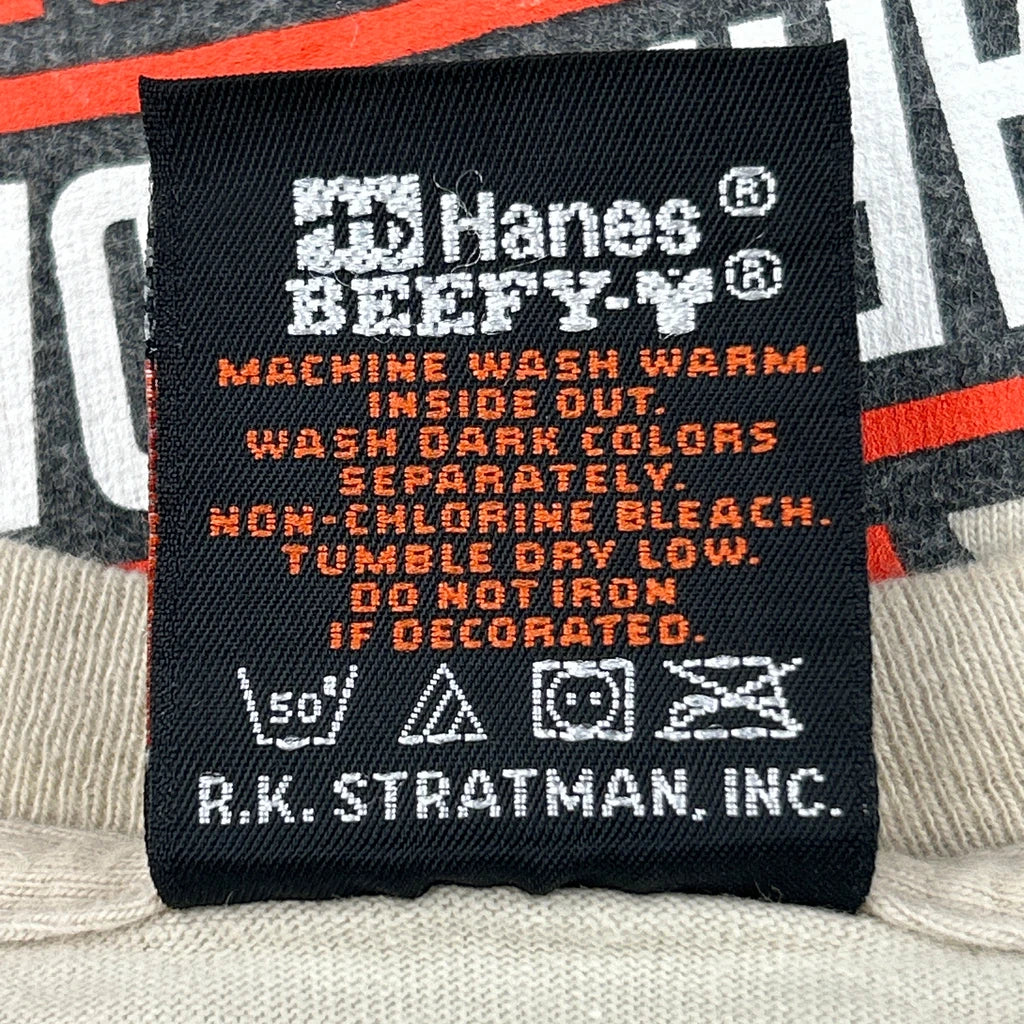 Hanes®
BEEFY-T®
MACHINE WASH WARM.
INSIDE OUT.
WASH DARK COLORS
SEPARATELY.
NON-CHLORINE BLEACH.
TUMBLE DRY LOW.
DO NOT IRON
IF DECORATED.
50°
R.K. STRATMAN, INC.